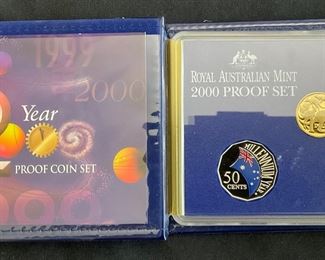 1999
2000
Year
PROOF COIN SET
ROYAL AUSTRALIAN MINT
2000 PROOF SET
MILLENNIUM YEAR
50
CENTS